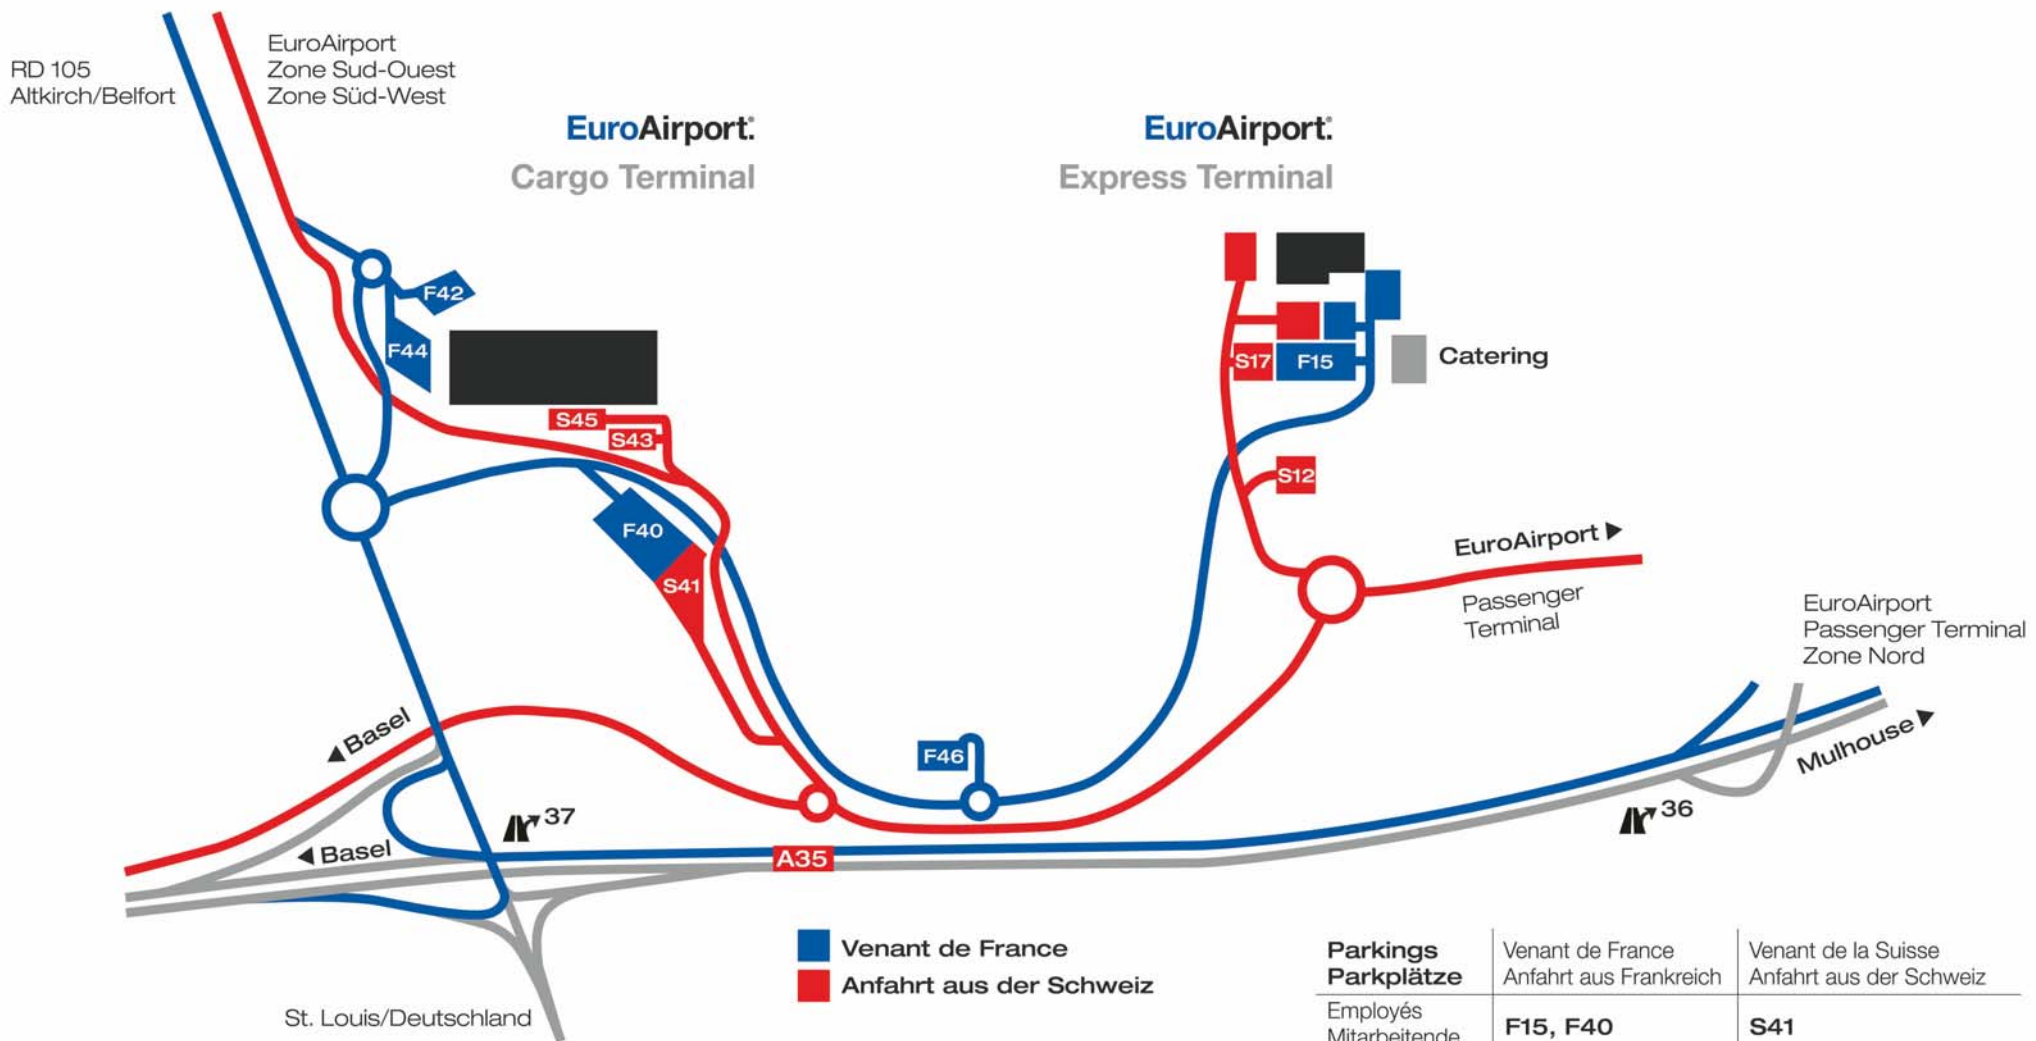 RD 105
Altkirch/Belfort
EuroAirport
Zone Sud-Ouest
Zone Süd-West
EuroAirport®
Cargo Terminal
EuroAirport®
Express Terminal
F42
F44
S45
S43
F40
S41
S17
F15
Catering
S12
EuroAirport ►
Passenger
Terminal
EuroAirport
Passenger Terminal
Zone Nord
◄ Basel
F46
Mulhouse ►
37
36
◄ Basel
A35
Venant de France
Anfahrt aus der Schweiz
St. Louis/Deutschland
Parkings
Parkplätze
Venant de France
Anfahrt aus Frankreich
Venant de la Suisse
Anfahrt aus der Schweiz
Employés
Mitarbeitende
F15, F40
S41